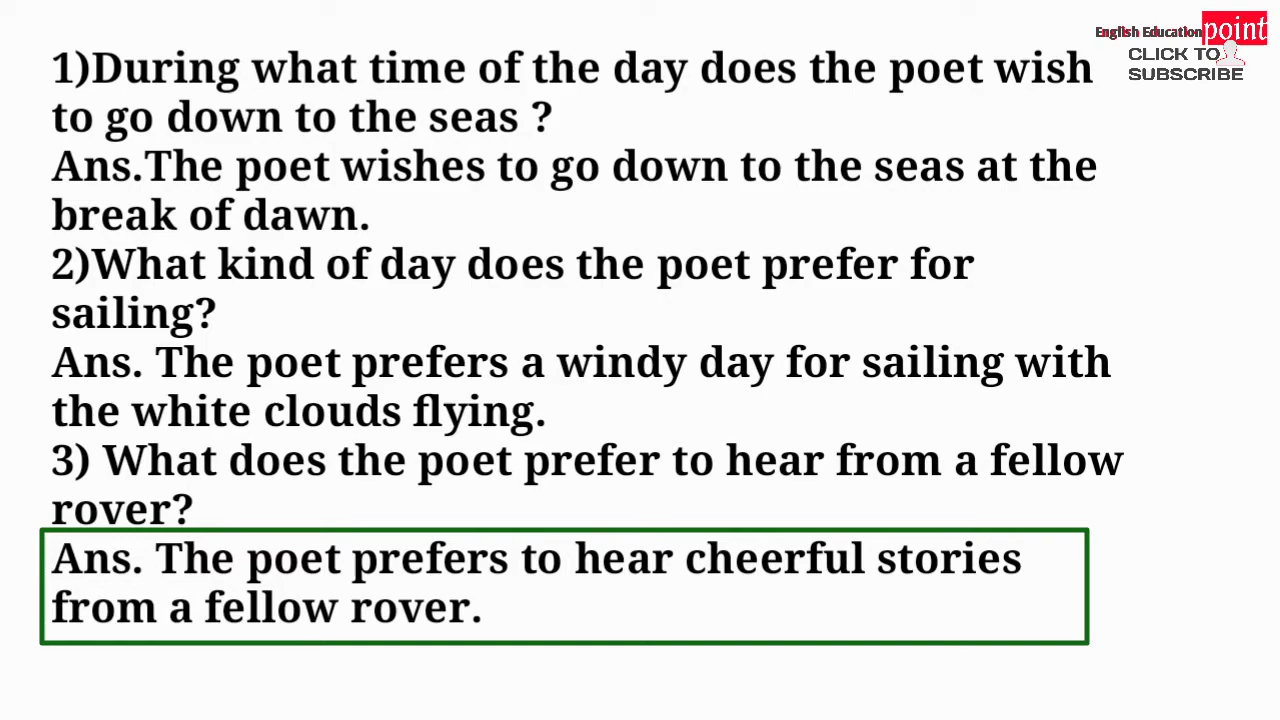 English Education point
CLICK TO
SUBSCRIBE
1)During what time of the day does the poet wish
to go down to the seas ?
Ans.The poet wishes to go down to the seas at the
break of dawn.
2)What kind of day does the poet prefer for
sailing?
Ans. The poet prefers a windy day for sailing with
the white clouds flying.
3) What does the poet prefer to hear from a fellow
rover?
Ans. The poet prefers to hear cheerful stories
from a fellow rover.